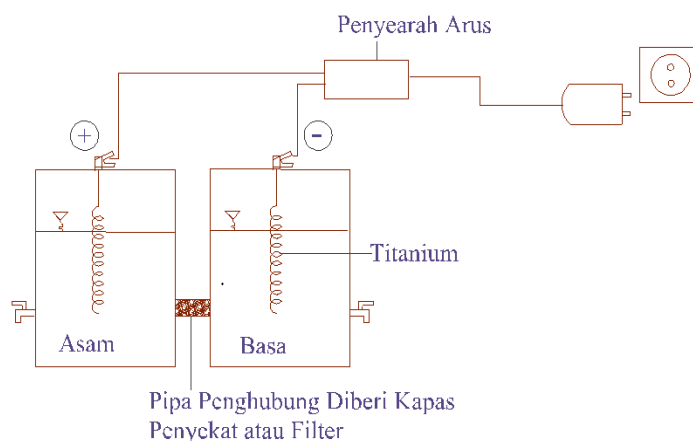 Penyearah Arus
+
-
Titanium
Asam
Basa
Pipa Penghubung Diberi Kapas
Penyekat atau Filter